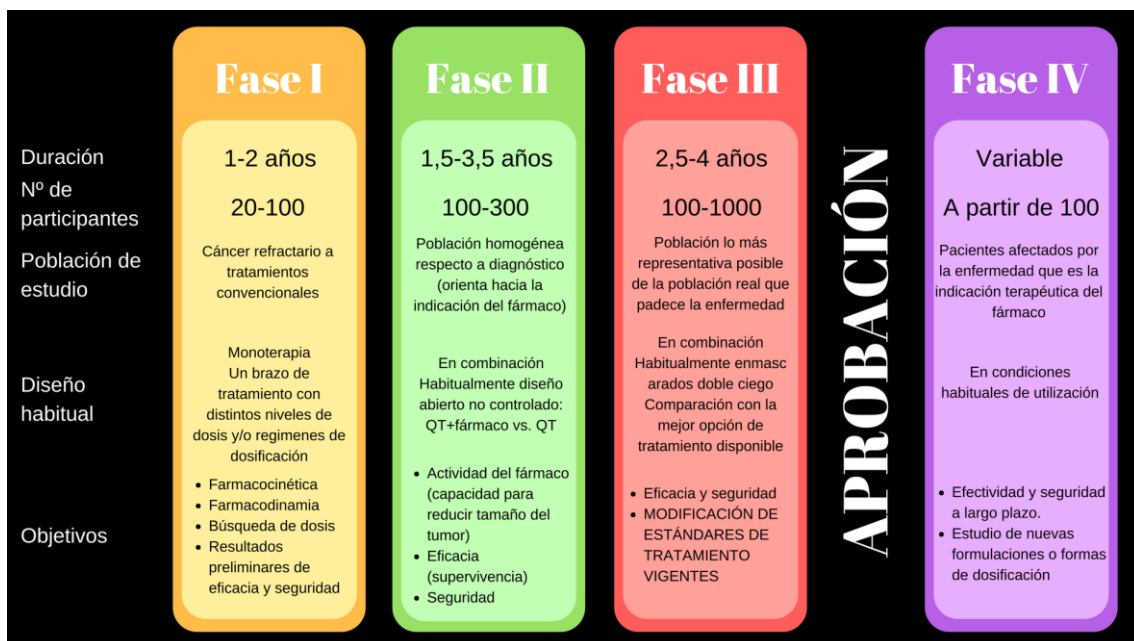 Fase I
Fase II
Fase III
Fase IV
Duración
1-2 años
1,5-3,5 años
2,5-4 años
Variable
Nº de
participantes
20-100
100-300
100-1000
A partir de 100
Población de
estudio
Cáncer refractario a
tratamientos
convencionales
Población homogénea
respecto a diagnóstico
(orienta hacia la
indicación del fármaco)
Población lo más
representativa posible
de la población real que
padece la enfermedad
Pacientes afectados por
la enfermedad que es la
indicación terapéutica del
fármaco
Diseño
habitual
Monoterapia
Un brazo de
tratamiento con
distintos niveles de
dosis y/o regimenes de
dosificación
En combinación
Habitualmente diseño
abierto no controlado:
QT+fármaco vs. QT
En combinación
Habitualmente enmasc
arados doble ciego
Comparación con la
mejor opción de
tratamiento disponible
En condiciones
habituales de utilización
Objetivos
• Farmacocinética
• Farmacodinamia
• Búsqueda de dosis
• Resultados
preliminares de
eficacia y seguridad
• Actividad del fármaco
(capacidad para
reducir tamaño del
tumor)
• Eficacia
(supervivencia)
• Seguridad
• Eficacia y seguridad
• MODIFICACIÓN DE
ESTÁNDARES DE
TRATAMIENTO
VIGENTES
• Efectividad y seguridad
a largo plazo.
• Estudio de nuevas
formulaciones o formas
de dosificación
APROBACIÓN